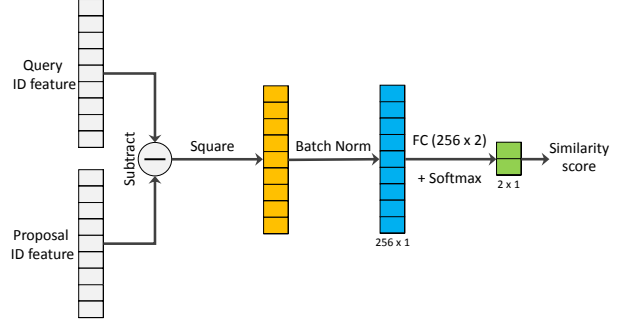 Query
ID feature
Proposal
ID feature
Subtract
Square
Batch Norm
256 x 1
FC (256 x 2)
+ Softmax
2 x 1
Similarity
score